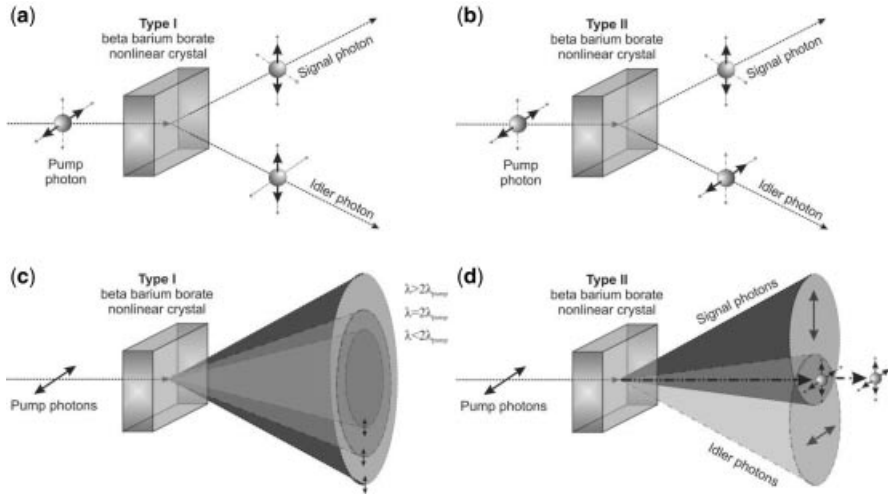 (a)
Type I
beta barium borate
nonlinear crystal
Signal photon
Pump
photon
Idler photon
(b)
Type II
beta barium borate
nonlinear crystal
Signal photon
Pump
photon
Idler photon
(c)
Type I
beta barium borate
nonlinear crystal
λ>2λpump
λ=2λpump
λ<2λpump
Pump photons
(d)
Type II
beta barium borate
nonlinear crystal
Signal photons
Pump photons
Idler photons